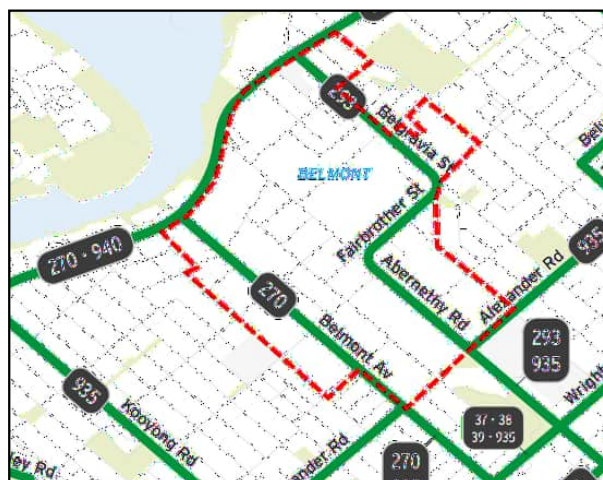 293
Belgravia St
BELMONT
Fairbrother St
270 · 940
935
Abernethy Rd
Alexander Rd
270
293
935
Belmont Av
935
Kooyong Rd
37 · 38
39 · 935
270